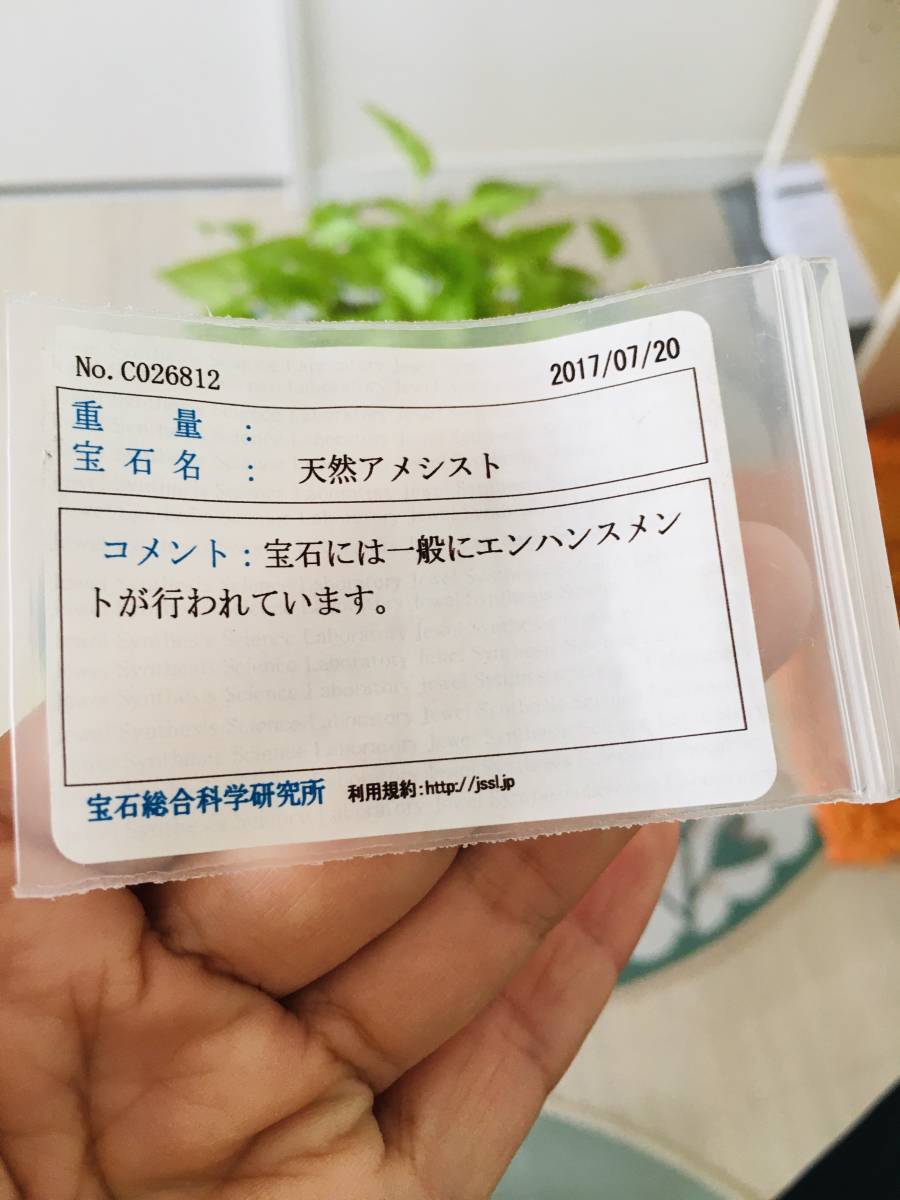 No. C026812 2017/07/20
重量:
宝石名: 天然アメシスト
コメント:宝石には一般にエンハンスメン
トが行われています。
宝石総合科学研究所 利用規約:http://jssl.jp